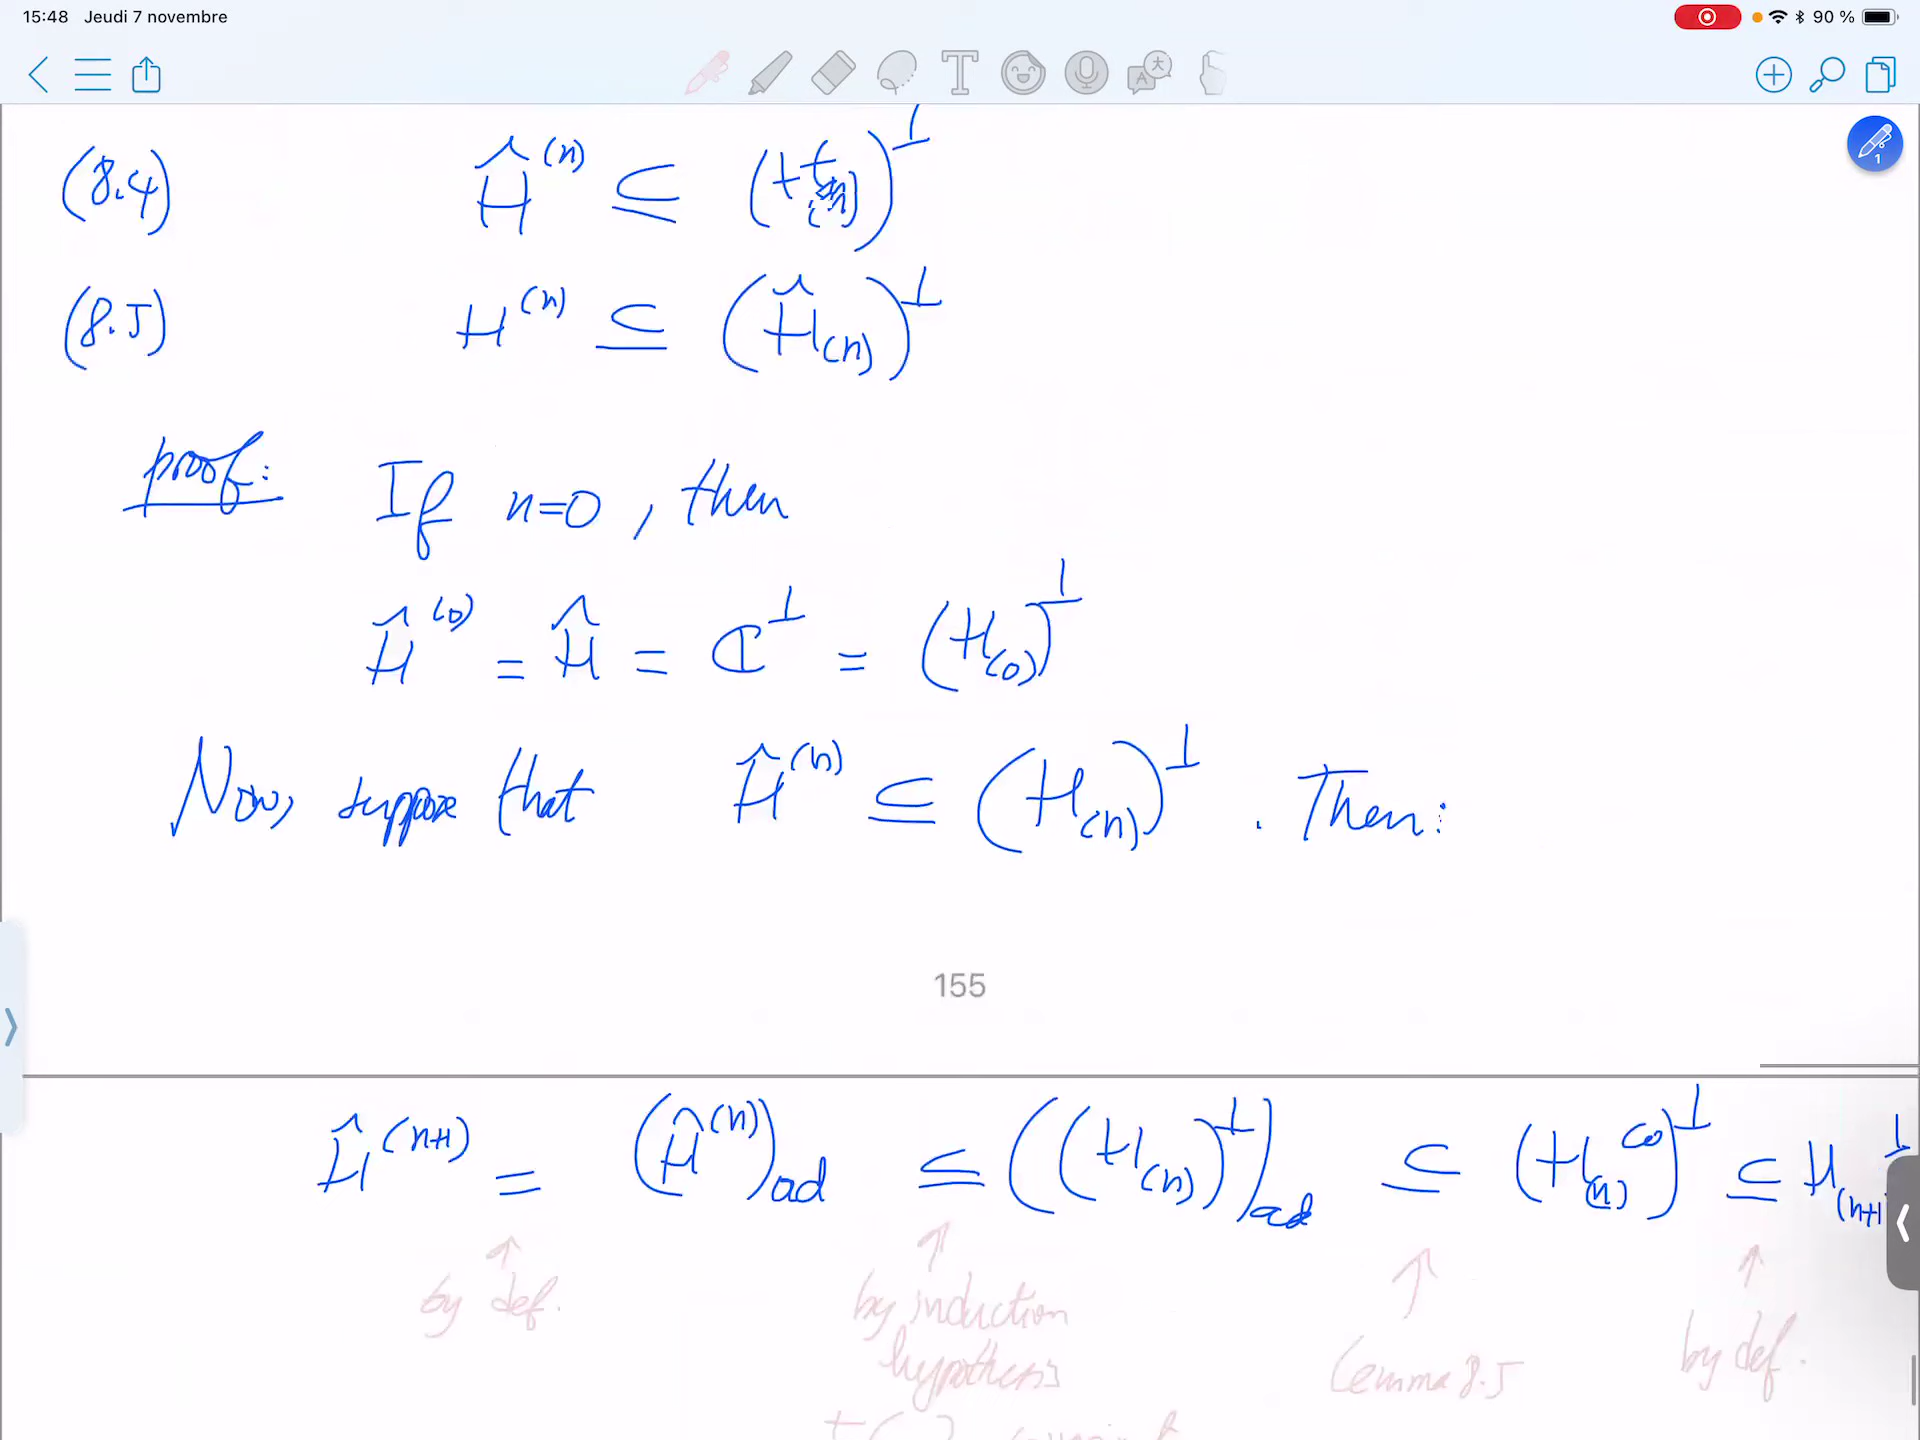 15:48 Jeudi 7 novembre 90 %
1
(8.4) Ĥ^(n) ⊆ (H_(n))^⊥
(8.5) H^(n) ⊆ (Ĥ_(n))^⊥
proof: If n=0, then
Ĥ^(0) = Ĥ = ℂ^⊥ = (H_(0))^⊥
Now, suppose that Ĥ^(n) ⊆ (H_(n))^⊥. Then:
155
Ĥ^(n+1) = (Ĥ^(n))_ad ⊆ ((H_(n))^⊥)_ad ⊆ (H_(n)^co)^⊥ ⊆ H_(n+1)^⊥
↑ ↑ ↑ ↑
by def. by induction hypothesis Lemma 8.5 by def.